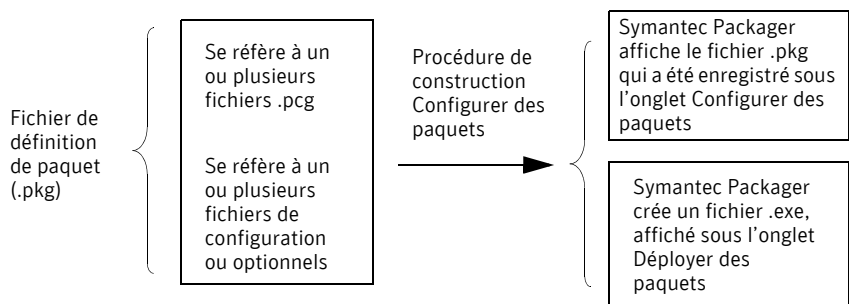 Fichier de
définition
de paquet
(.pkg)
Se réfère à un
ou plusieurs
fichiers .pcg
Se réfère à un
ou plusieurs
fichiers de
configuration
ou optionnels
Procédure de
construction
Configurer des
paquets
Symantec Packager
affiche le fichier .pkg
qui a été enregistré sous
l'onglet Configurer des
paquets
Symantec Packager
crée un fichier .exe,
affiché sous l'onglet
Déployer des
paquets